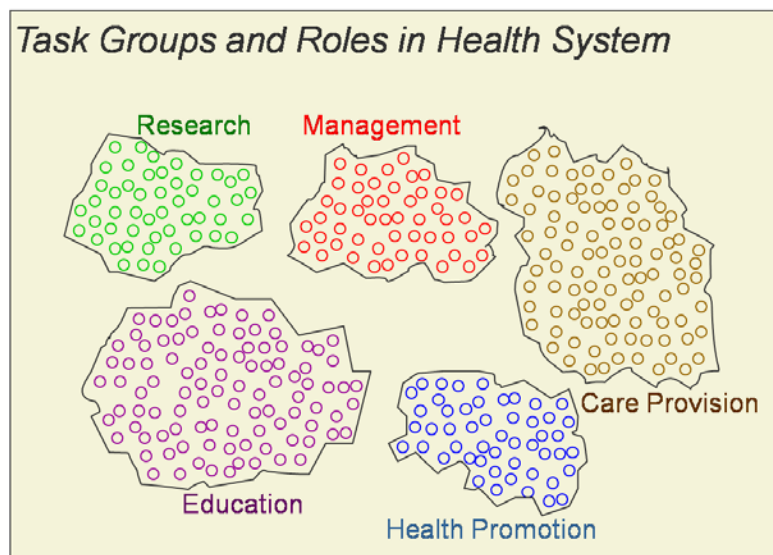 Task Groups and Roles in Health System
Research
Management
Care Provision
Education
Health Promotion